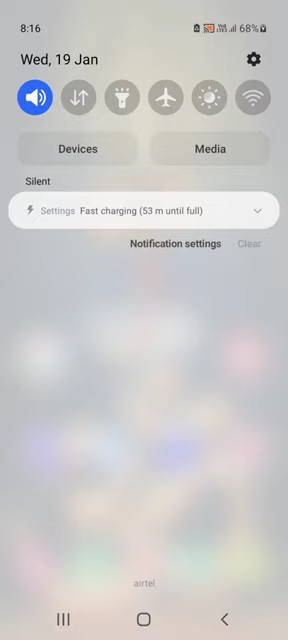 8:16
68%
Wed, 19 Jan
Devices
Media
Silent
Settings Fast charging (53 m until full)
Notification settings
Clear
airtel